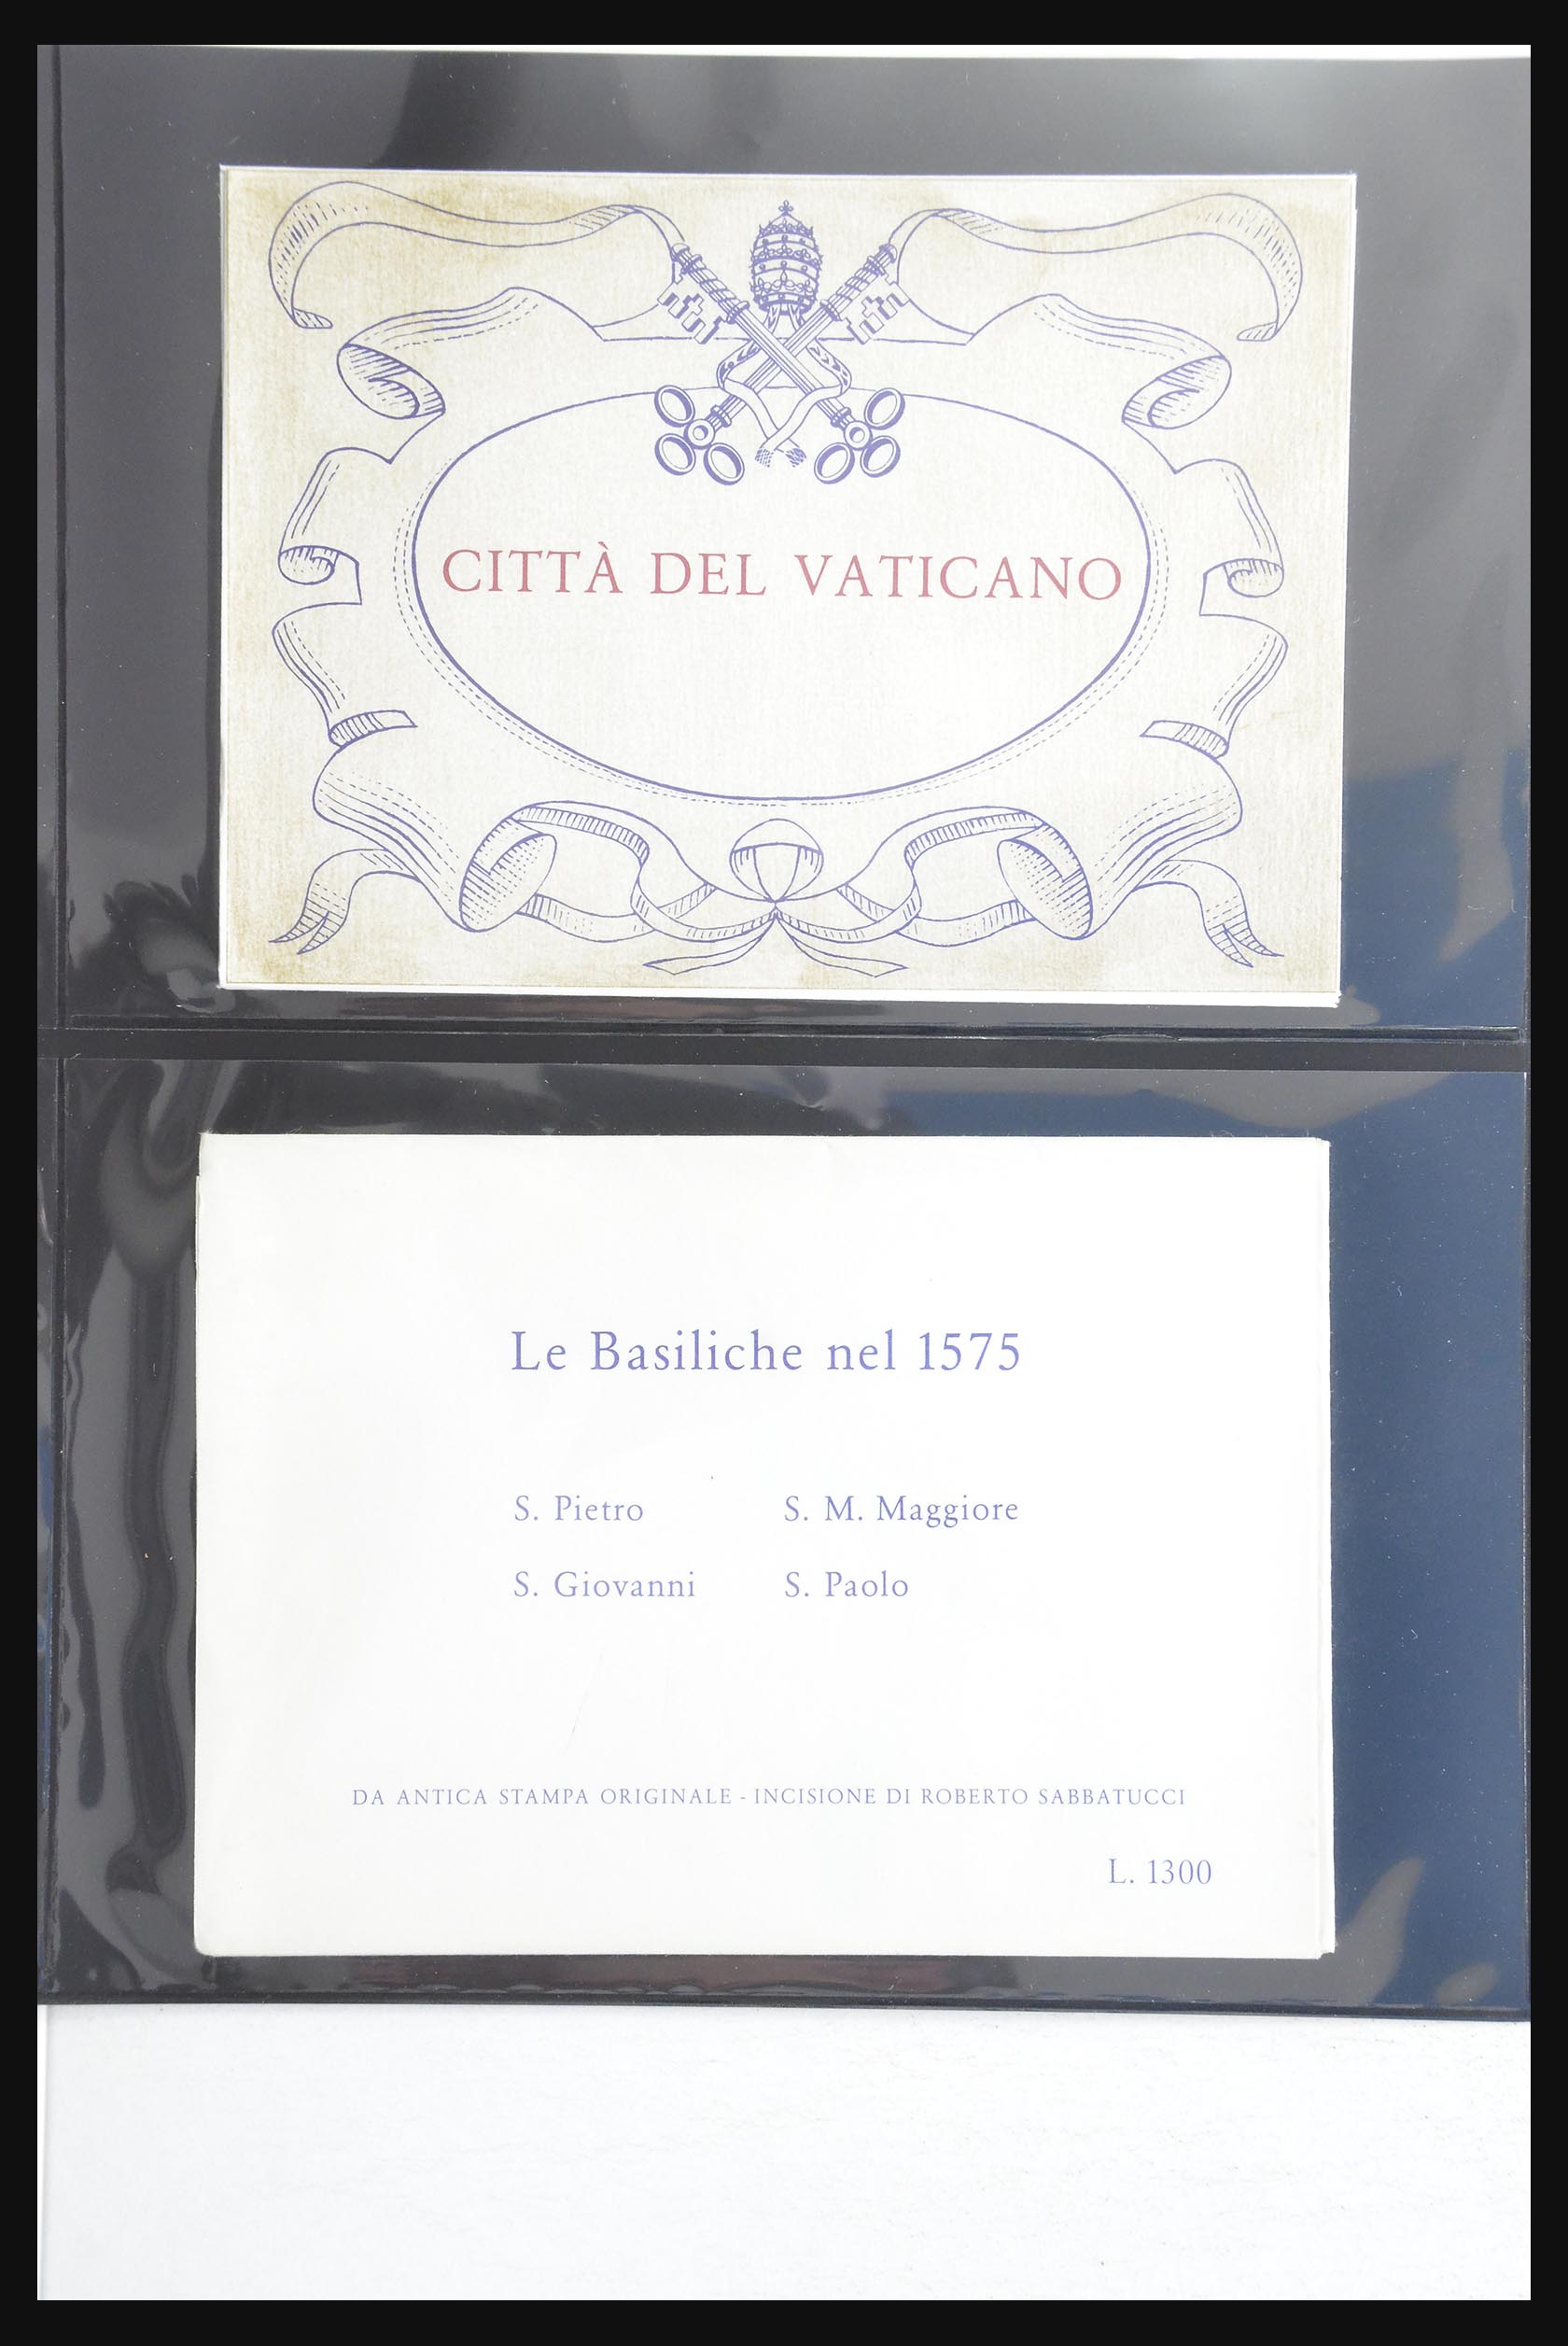 CITTÀ DEL VATICANO
Le Basiliche nel 1575
S. Pietro S. M. Maggiore
S. Giovanni S. Paolo
DA ANTICA STAMPA ORIGINALE - INCISIONE DI ROBERTO SABBATUCCI
L. 1300